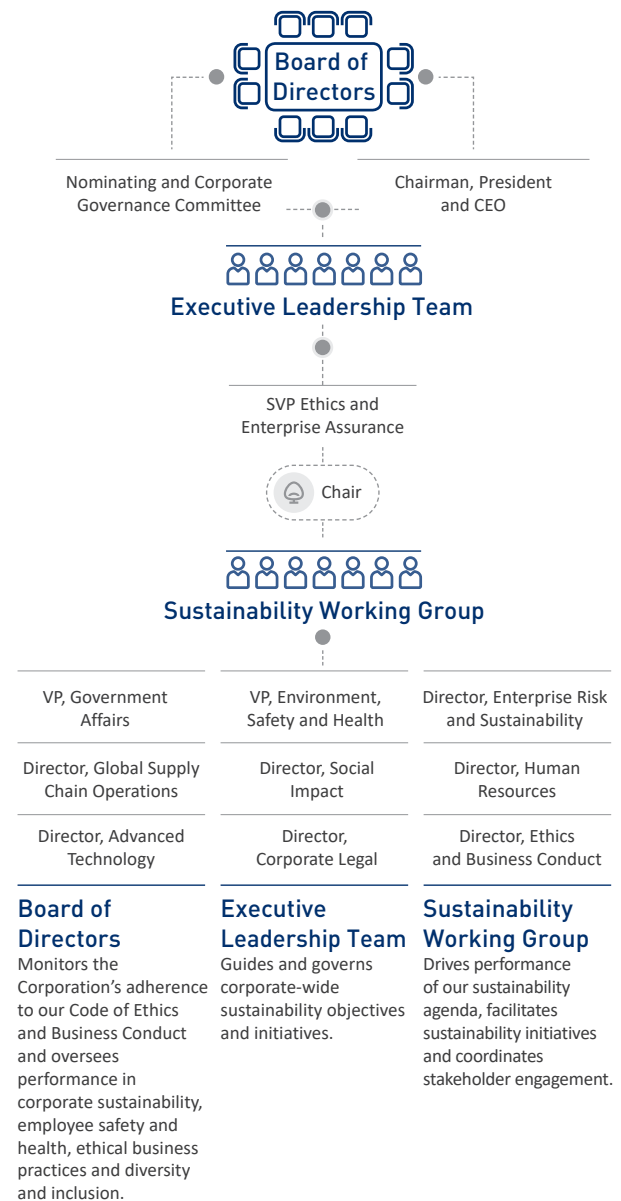 Board of
Directors
Nominating and Corporate
Governance Committee
Chairman, President
and CEO
Executive Leadership Team
SVP Ethics and
Enterprise Assurance
Chair
Sustainability Working Group
VP, Government
Affairs
VP, Environment,
Safety and Health
Director, Enterprise Risk
and Sustainability
Director, Global Supply
Chain Operations
Director, Social
Impact
Director, Human
Resources
Director, Advanced
Technology
Director,
Corporate Legal
Director, Ethics
and Business Conduct
Board of
Directors
Monitors the
Corporation’s adherence
to our Code of Ethics
and Business Conduct
and oversees
performance in
corporate sustainability,
employee safety and
health, ethical business
practices and diversity
and inclusion.
Executive
Leadership Team
Guides and governs
corporate-wide
sustainability objectives
and initiatives.
Sustainability
Working Group
Drives performance
of our sustainability
agenda, facilitates
sustainability initiatives
and coordinates
stakeholder engagement.